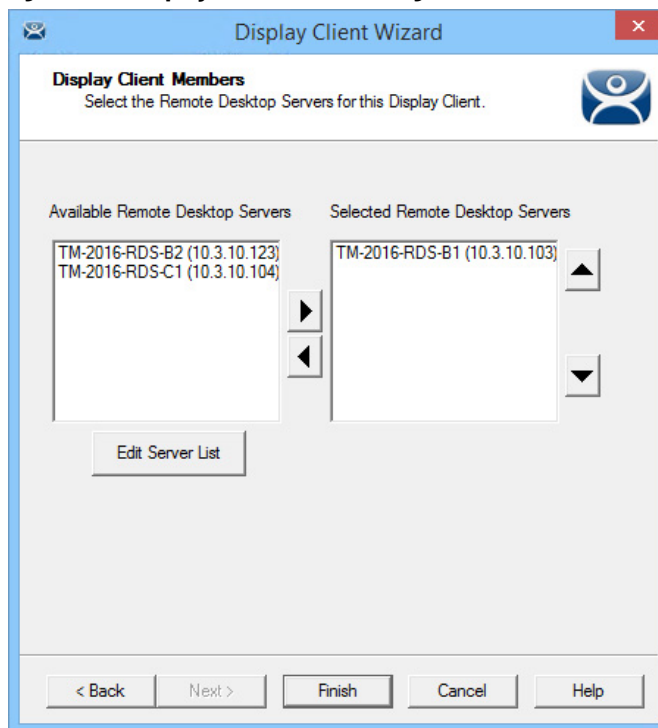 Display Client Wizard
Display Client Members
Select the Remote Desktop Servers for this Display Client.
Available Remote Desktop Servers
Selected Remote Desktop Servers
TM-2016-RDS-B2 (10.3.10.123)
TM-2016-RDS-C1 (10.3.10.104)
TM-2016-RDS-B1 (10.3.10.103)
Edit Server List
< Back
Next >
Finish
Cancel
Help